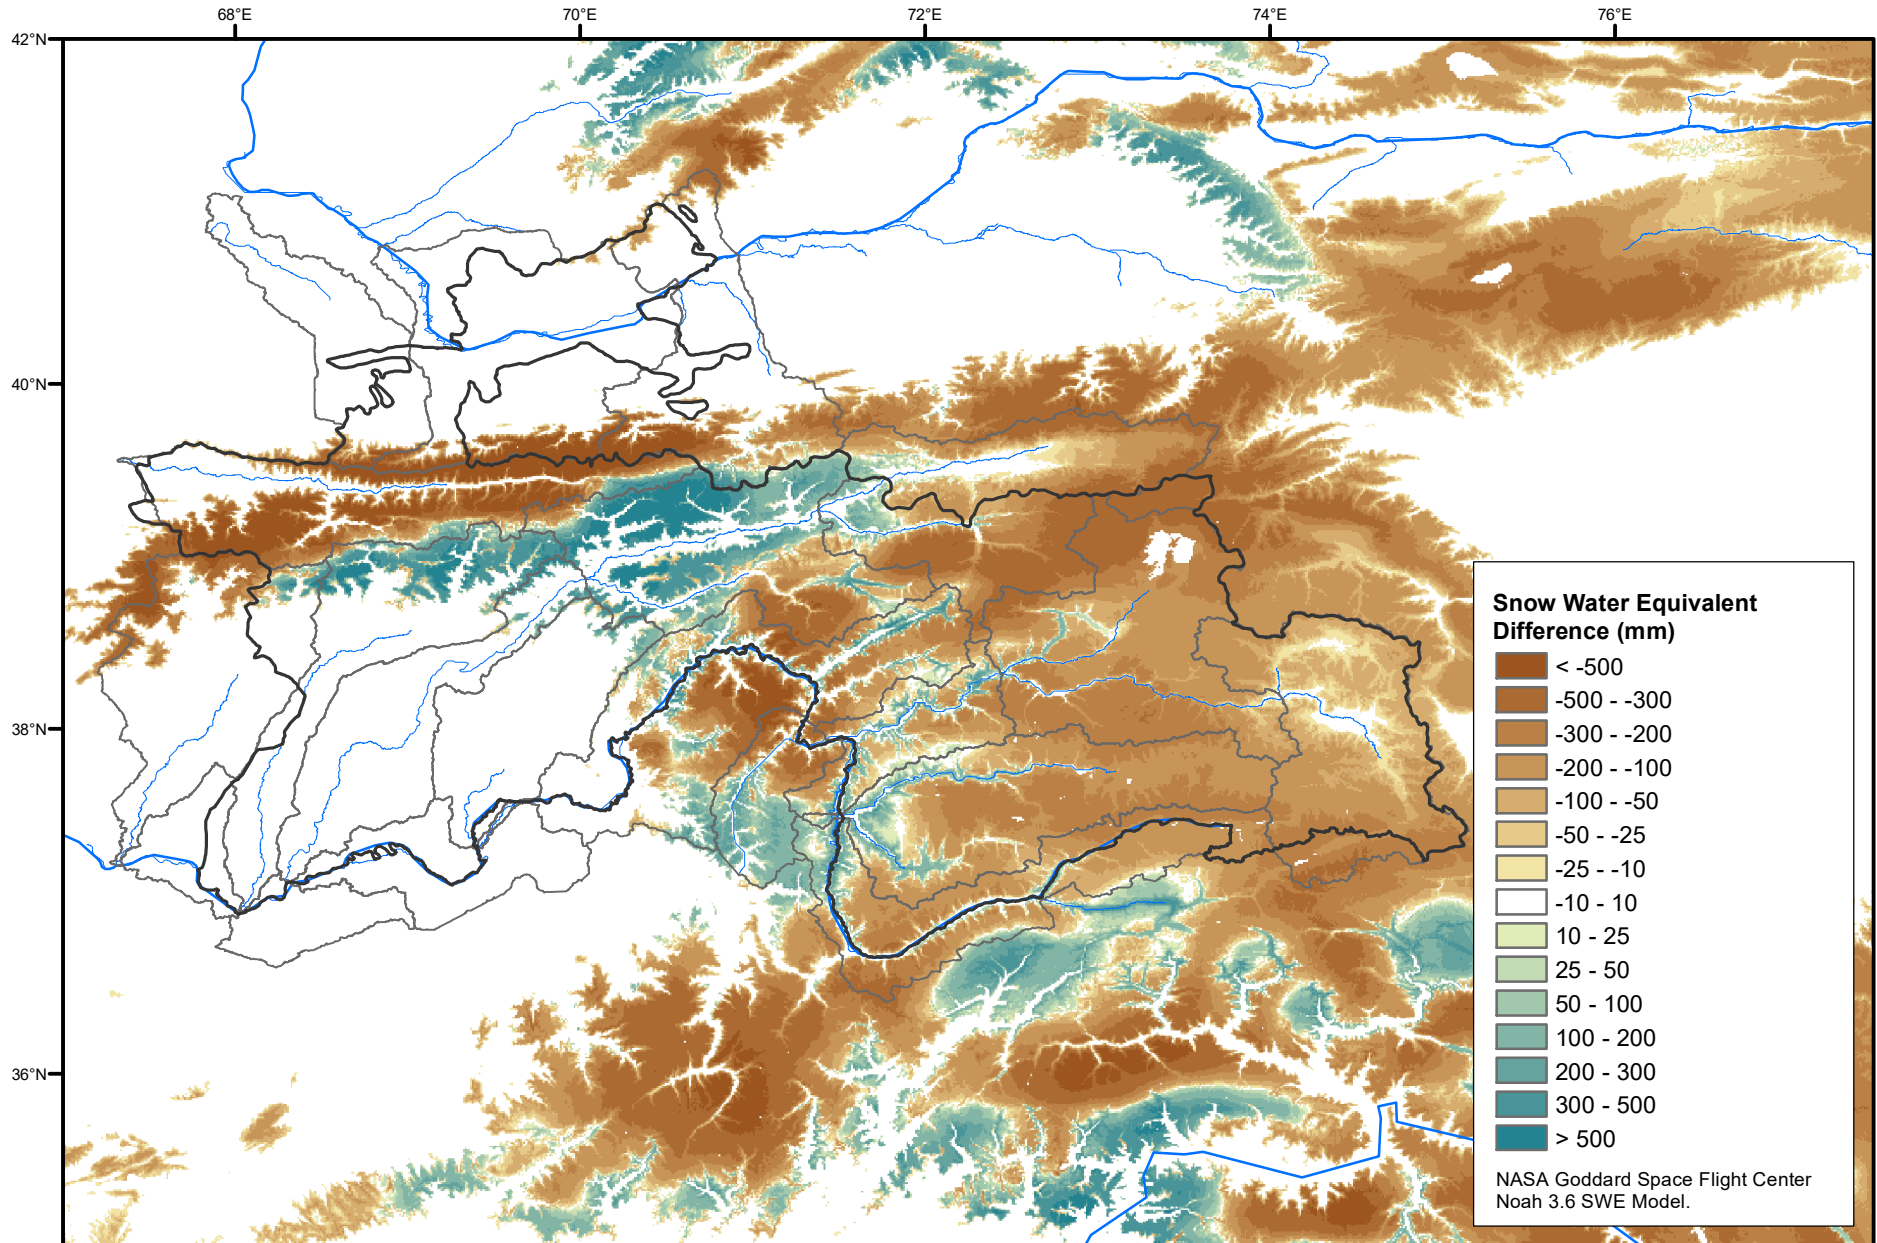 68°E 70°E 72°E 74°E 76°E
42°N
40°N
38°N
36°N
Snow Water Equivalent
Difference (mm)
< -500
-500 - -300
-300 - -200
-200 - -100
-100 - -50
-50 - -25
-25 - -10
-10 - 10
10 - 25
25 - 50
50 - 100
100 - 200
200 - 300
300 - 500
> 500
NASA Goddard Space Flight Center
Noah 3.6 SWE Model.